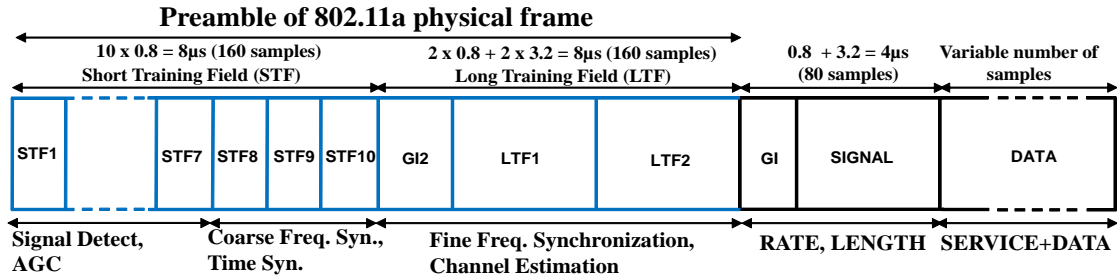 Preamble of 802.11a physical frame
10 x 0.8 = 8μs (160 samples)
Short Training Field (STF)
2 x 0.8 + 2 x 3.2 = 8μs (160 samples)
Long Training Field (LTF)
0.8 + 3.2 = 4μs
(80 samples)
Variable number of
samples
STF1
STF7
STF8
STF9
STF10
GI2
LTF1
LTF2
GI
SIGNAL
DATA
Signal Detect,
AGC
Coarse Freq. Syn.,
Time Syn.
Fine Freq. Synchronization,
Channel Estimation
RATE, LENGTH
SERVICE+DATA